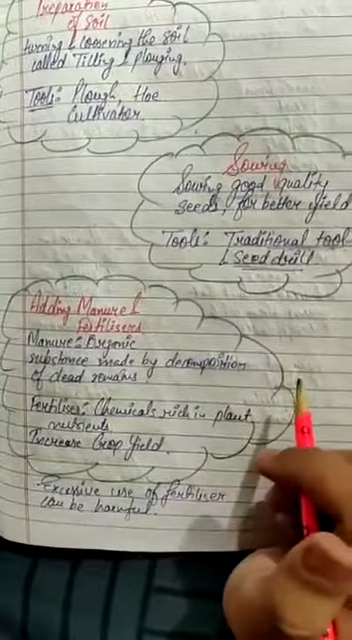 Preparation
of Soil
turning & loosening the soil
called Tilling & plouging.
Tools: Plough, Hoe
Cultivator.
Sowing
Sowing good quality
seeds, for better yield
Tools: Traditional tool
& Seed drill
Adding Manure &
Fertilisers
Manure: Organic
substance made by decomposition
of dead remains
Fertiliser: Chemicals rich in plant
nutrients
Increase Crop Yield.
Excessive use of fertiliser
can be harmful.